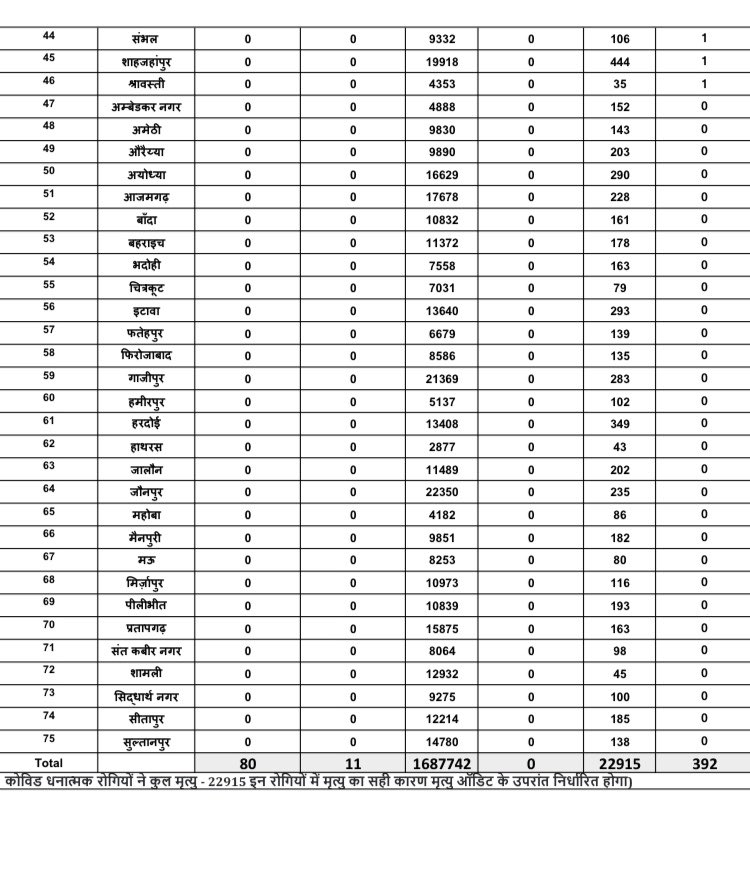 44 संभल 0 0 9332 0 106 1
45 शाहजहांपुर 0 0 19918 0 444 1
46 श्रावस्ती 0 0 4353 0 35 1
47 अम्बेडकर नगर 0 0 4888 0 152 0
48 अमेठी 0 0 9830 0 143 0
49 औरैय्या 0 0 9890 0 203 0
50 अयोध्या 0 0 16629 0 290 0
51 आजमगढ़ 0 0 17678 0 228 0
52 बाँदा 0 0 10832 0 161 0
53 बहराइच 0 0 11372 0 178 0
54 भदोही 0 0 7558 0 163 0
55 चित्रकूट 0 0 7031 0 79 0
56 इटावा 0 0 13640 0 293 0
57 फतेहपुर 0 0 6679 0 139 0
58 फिरोजाबाद 0 0 8586 0 135 0
59 गाजीपुर 0 0 21369 0 283 0
60 हमीरपुर 0 0 5137 0 102 0
61 हरदोई 0 0 13408 0 349 0
62 हाथरस 0 0 2877 0 43 0
63 जालौन 0 0 11489 0 202 0
64 जौनपुर 0 0 22350 0 235 0
65 महोबा 0 0 4182 0 86 0
66 मैनपुरी 0 0 9851 0 182 0
67 मऊ 0 0 8253 0 80 0
68 मिर्ज़ापुर 0 0 10973 0 116 0
69 पीलीभीत 0 0 10839 0 193 0
70 प्रतापगढ़ 0 0 15875 0 163 0
71 संत कबीर नगर 0 0 8064 0 98 0
72 शामली 0 0 12932 0 45 0
73 सिद्धार्थ नगर 0 0 9275 0 100 0
74 सीतापुर 0 0 12214 0 185 0
75 सुल्तानपुर 0 0 14780 0 138 0
Total 80 11 1687742 0 22915 392
कोविड धनात्मक रोगियों ने कुल मृत्यु - 22915 इन रोगियों में मृत्यु का सही कारण मृत्यु ऑडिट के उपरांत निर्धारित होगा)